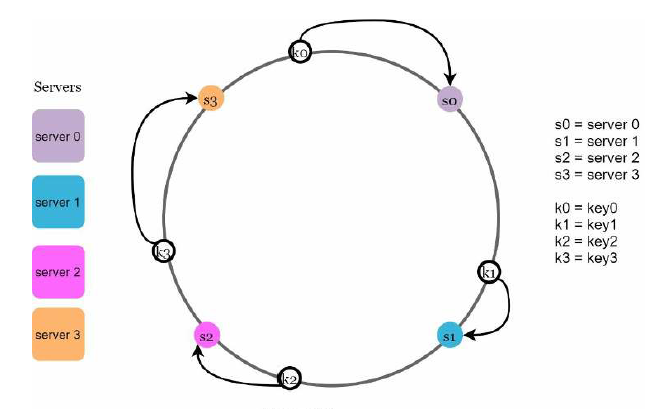 Servers
server 0
server 1
server 2
server 3
k0
s0
s3
k3
k1
s2
s1
k2
s0 = server 0
s1 = server 1
s2 = server 2
s3 = server 3
k0 = key0
k1 = key1
k2 = key2
k3 = key3